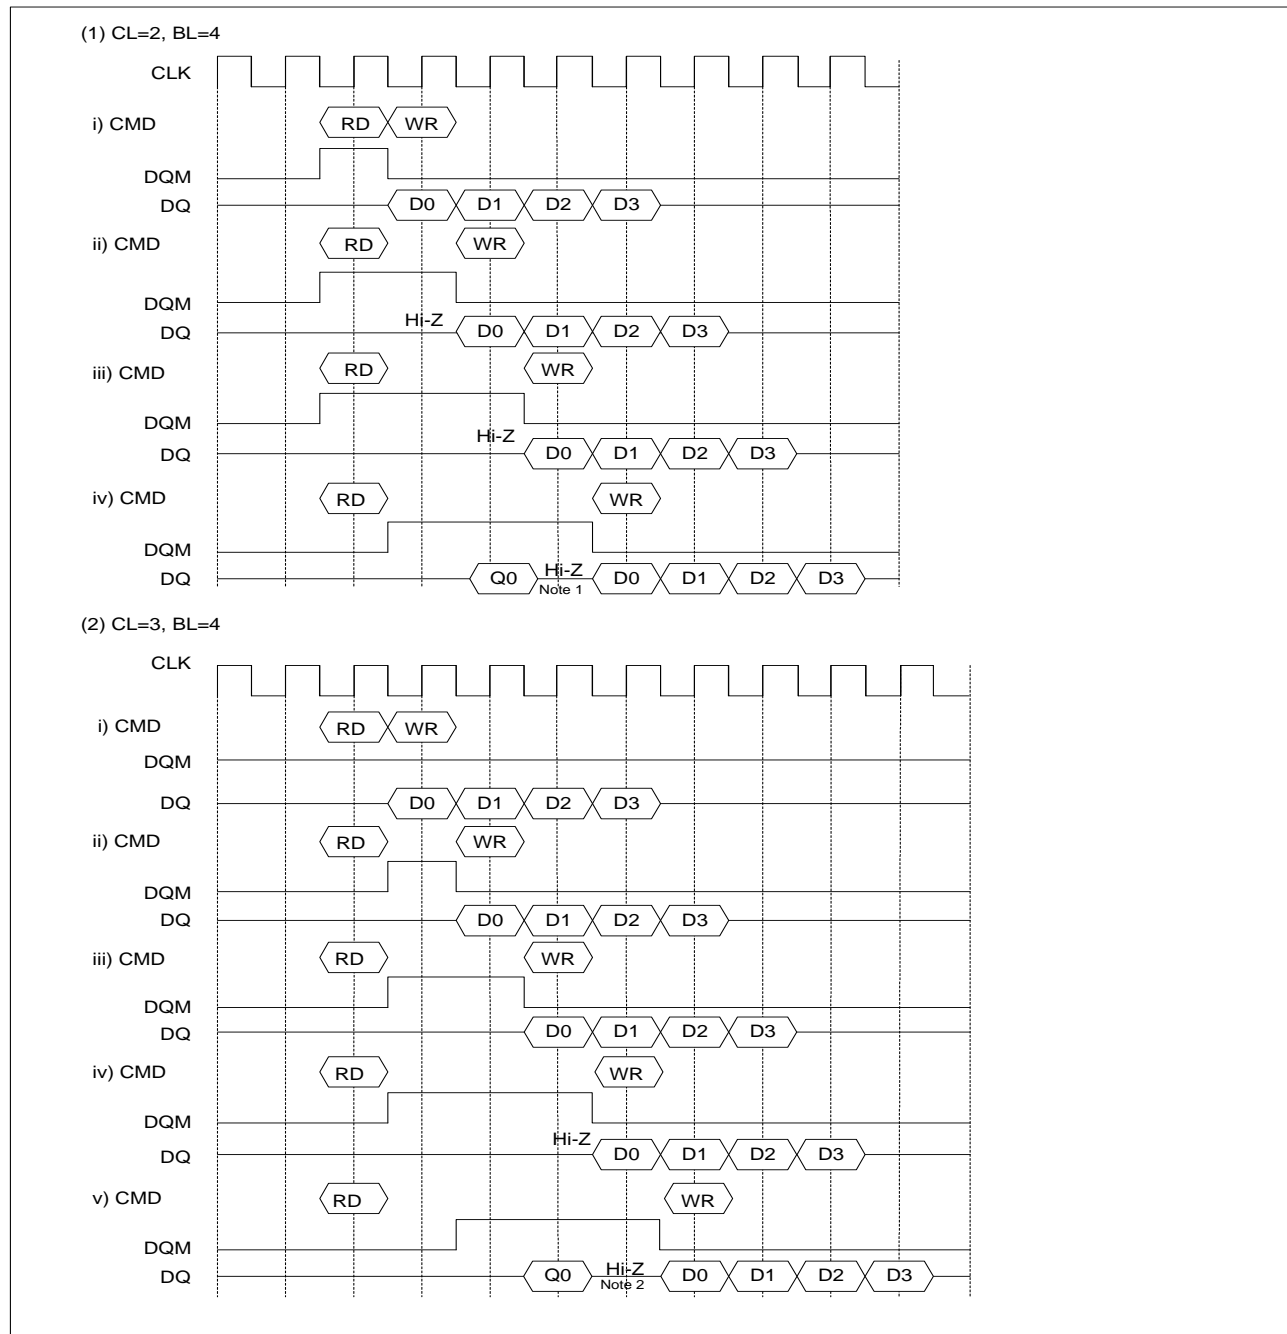 (1) CL=2, BL=4
CLK
i) CMD RD WR
DQM
DQ D0 D1 D2 D3
ii) CMD RD WR
DQM
Hi-Z
DQ D0 D1 D2 D3
iii) CMD RD WR
DQM
Hi-Z
DQ D0 D1 D2 D3
iv) CMD RD WR
DQM
DQ Q0 Hi-Z D0 D1 D2 D3
Note 1
(2) CL=3, BL=4
CLK
i) CMD RD WR
DQM
DQ D0 D1 D2 D3
ii) CMD RD WR
DQM
DQ D0 D1 D2 D3
iii) CMD RD WR
DQM
DQ D0 D1 D2 D3
iv) CMD RD WR
DQM
Hi-Z
DQ D0 D1 D2 D3
v) CMD RD WR
DQM
DQ Q0 Hi-Z D0 D1 D2 D3
Note 2